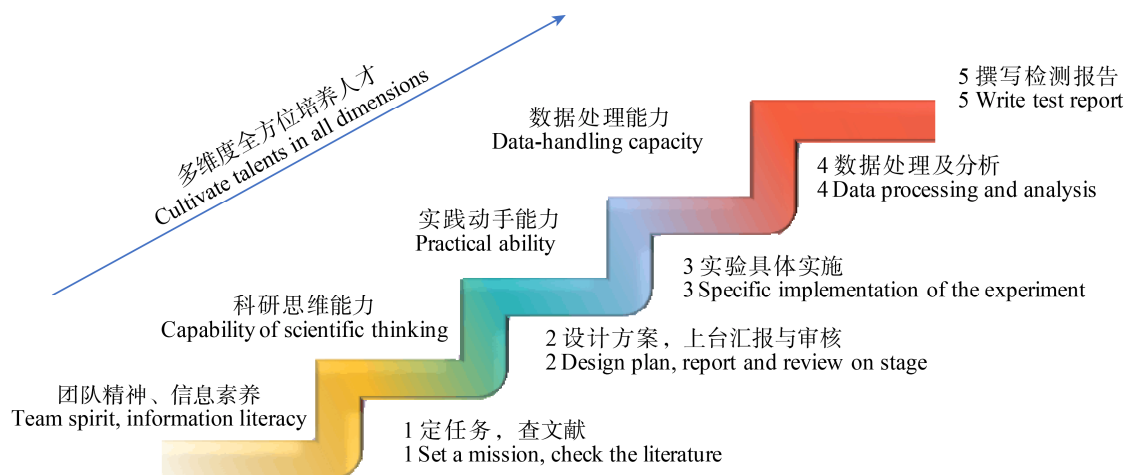 多维度全方位培养人才
Cultivate talents in all dimensions
5 撰写检测报告
5 Write test report
数据处理能力
Data-handling capacity
4 数据处理及分析
4 Data processing and analysis
实践动手能力
Practical ability
3 实验具体实施
3 Specific implementation of the experiment
科研思维能力
Capability of scientific thinking
2 设计方案，上台汇报与审核
2 Design plan, report and review on stage
团队精神、信息素养
Team spirit, information literacy
1 定任务，查文献
1 Set a mission, check the literature